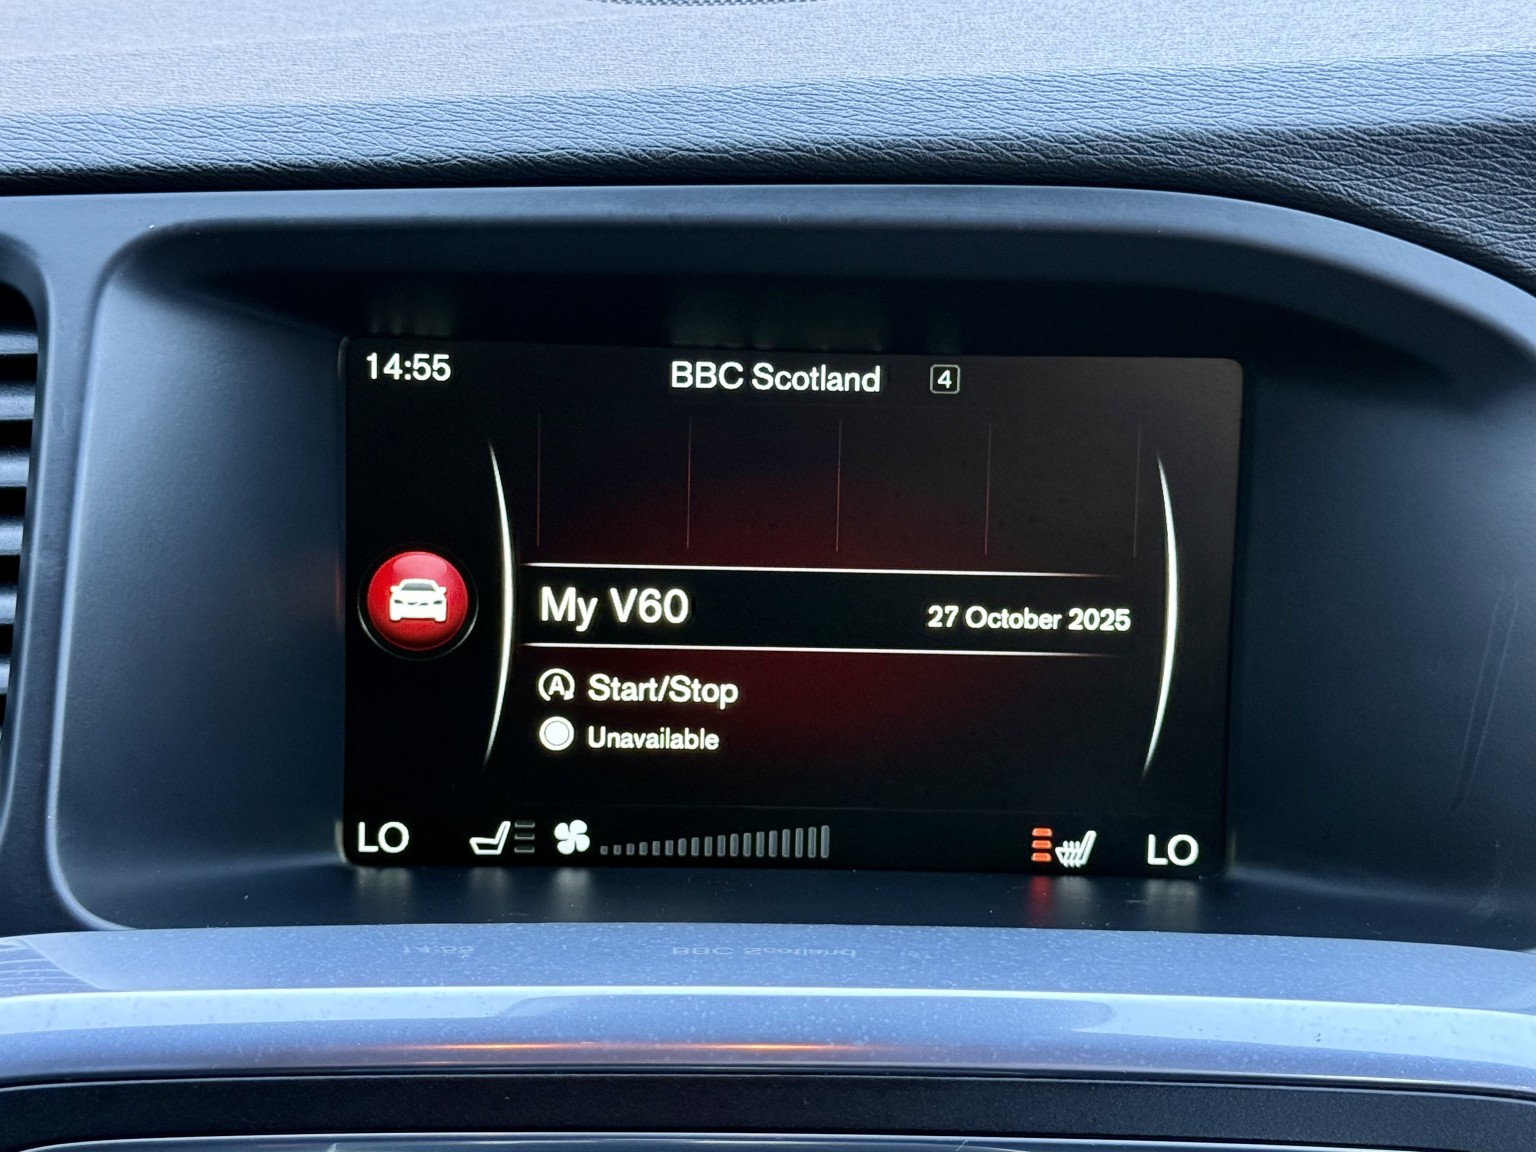 14:55
BBC Scotland 4
My V60
27 October 2025
A Start/Stop
Unavailable
LO
LO